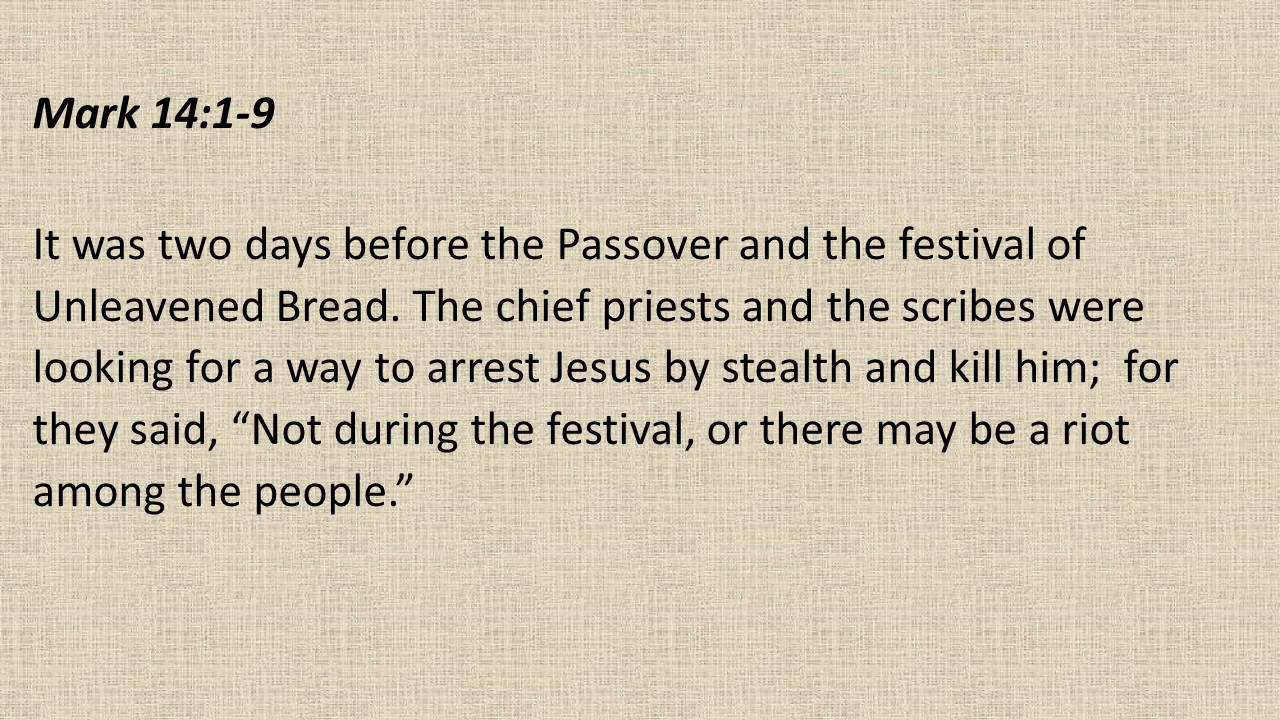 Mark 14:1-9
It was two days before the Passover and the festival of
Unleavened Bread. The chief priests and the scribes were
looking for a way to arrest Jesus by stealth and kill him;  for
they said, “Not during the festival, or there may be a riot
among the people.”